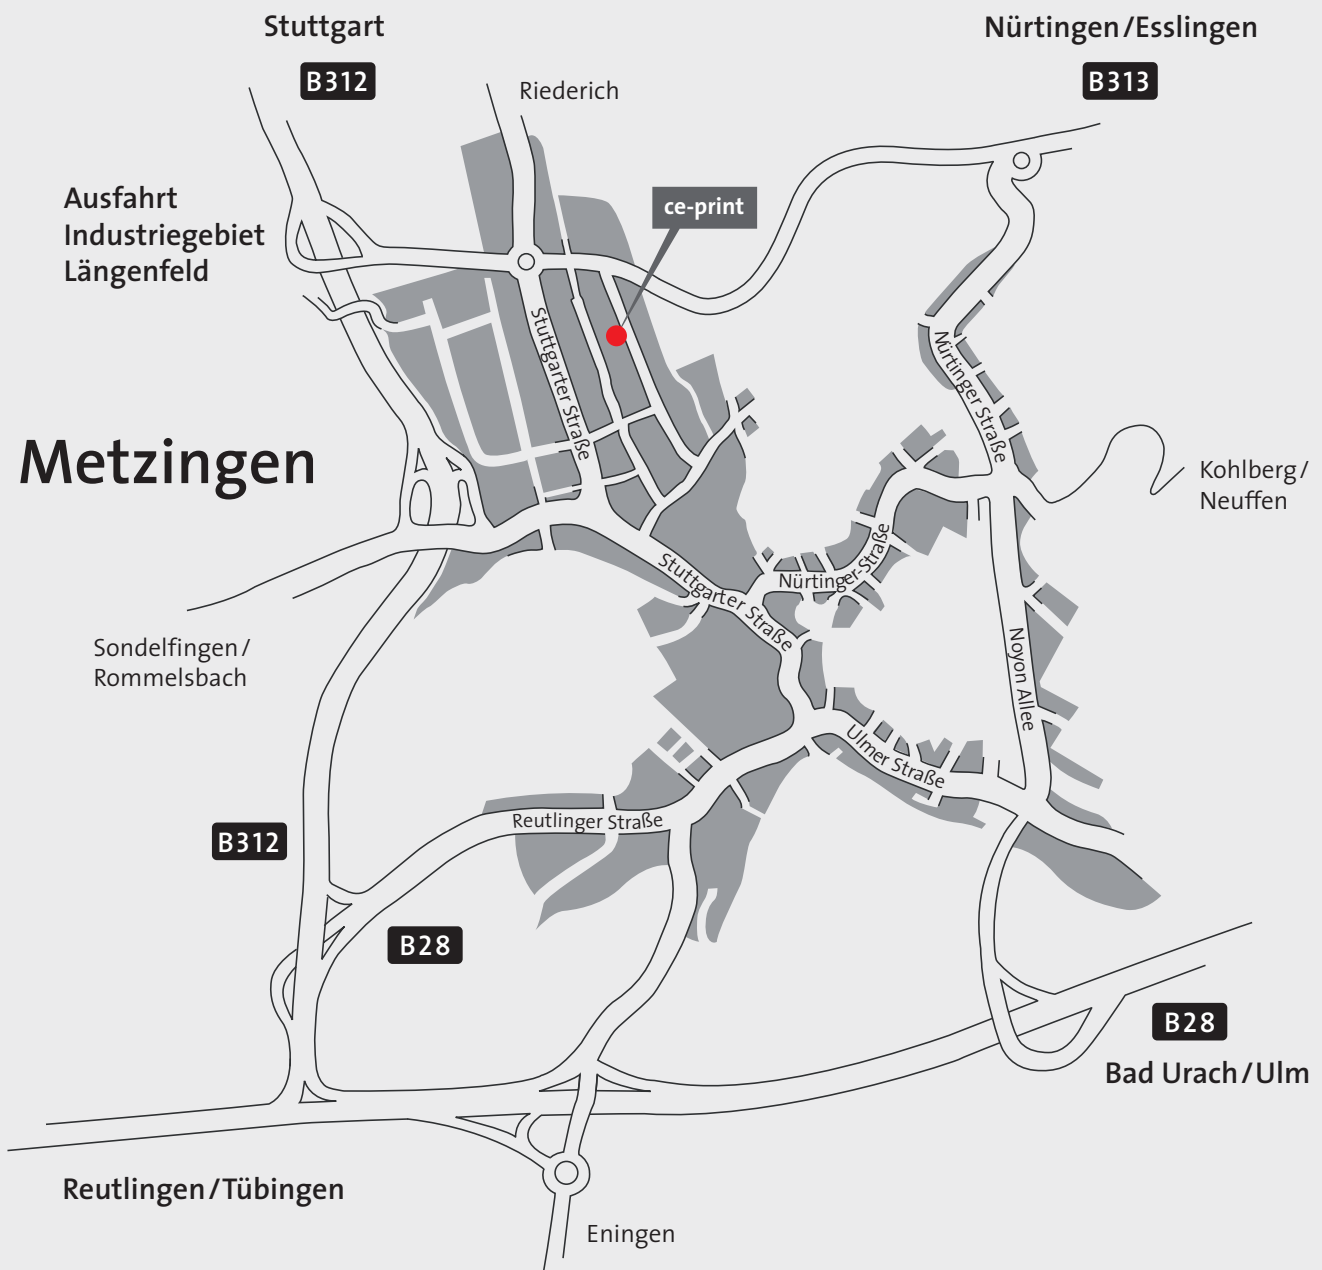 Stuttgart
B312
Nürtingen/Esslingen
B313
Riederich
Ausfahrt
Industriegebiet
Längenfeld
ce-print
Stuttgarter Straße
Nürtinger Straße
Metzingen
Kohlberg/
Neuffen
Nürtinger-Straße
Stuttgarter Straße
Sondelfingen/
Rommelsbach
Noyon Allee
Ulmer Straße
Reutlinger Straße
B312
B28
B28
Bad Urach/Ulm
Reutlingen/Tübingen
Eningen